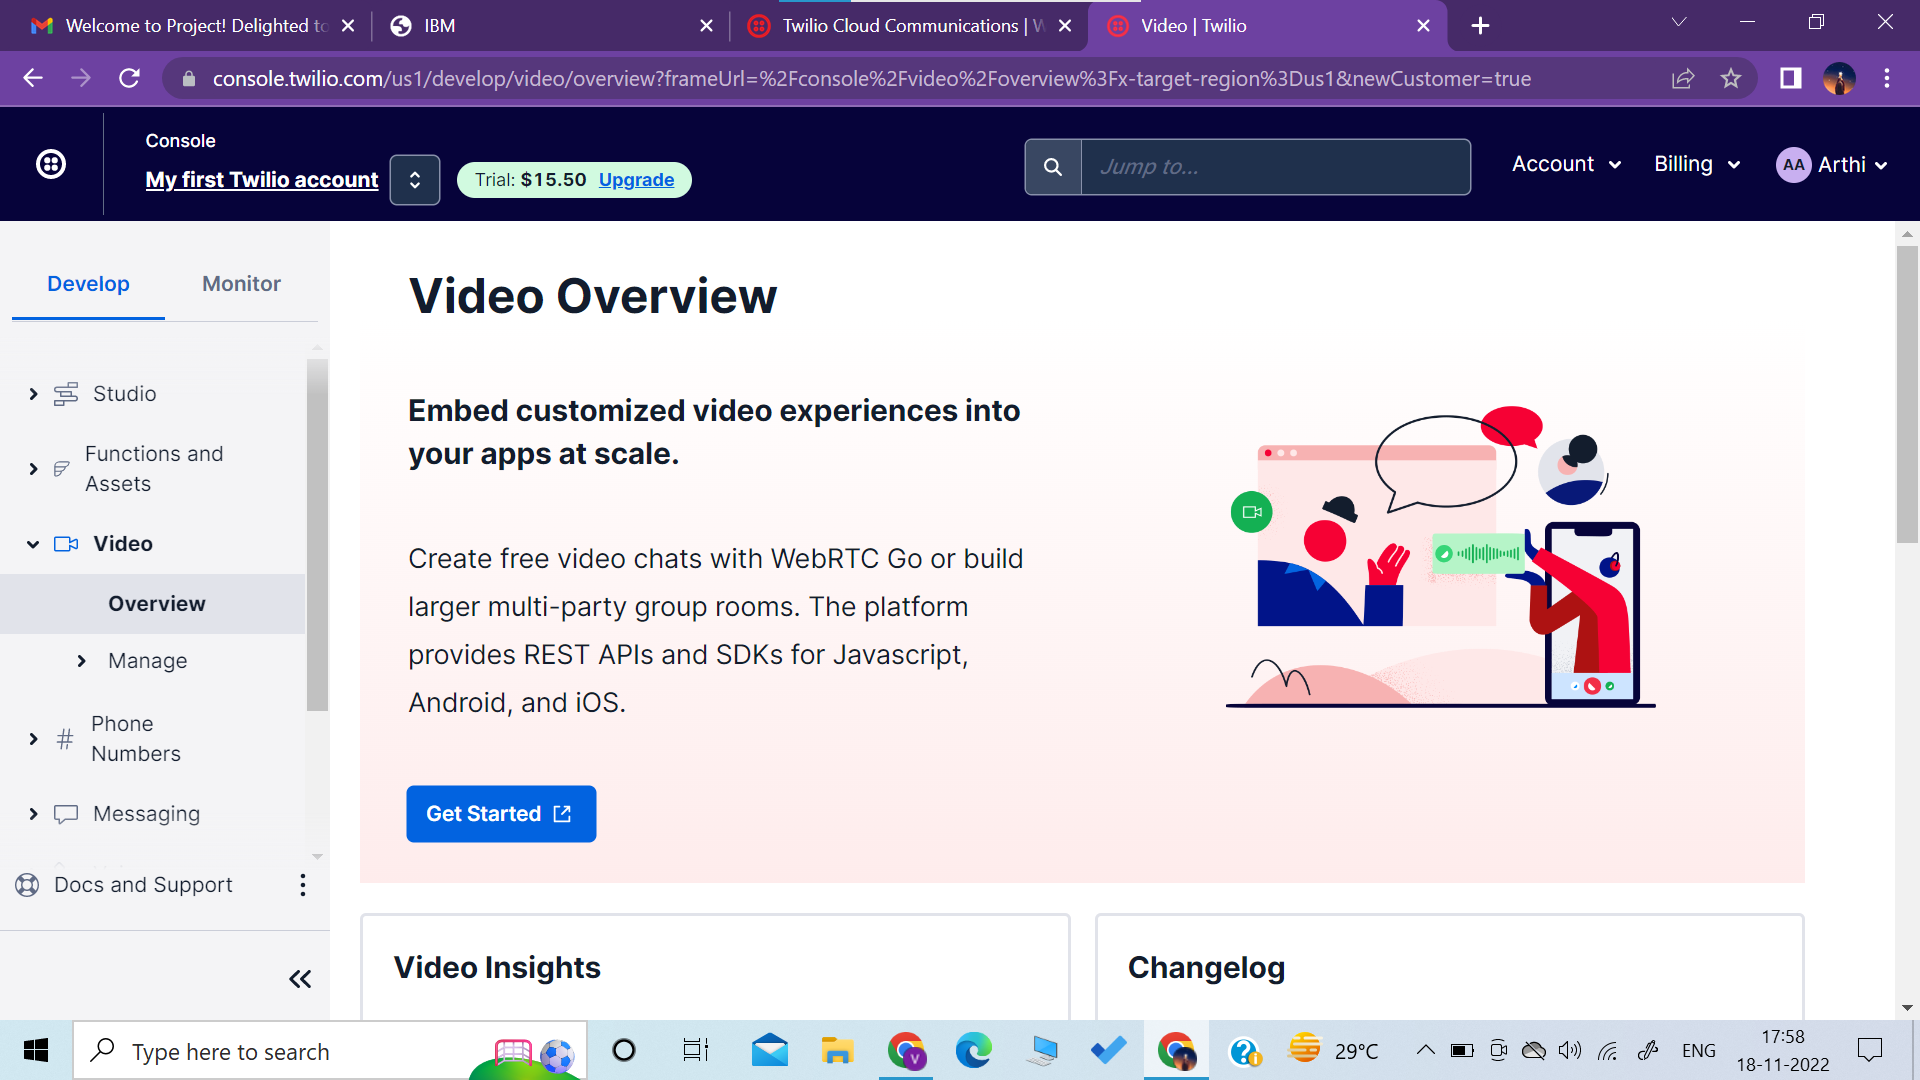 Welcome to Project! Delighted to
IBM
Twilio Cloud Communications | W
Video | Twilio
console.twilio.com/us1/develop/video/overview?frameUrl=%2Fconsole%2Fvideo%2Foverview%3Fx-target-region%3Dus1&newCustomer=true
Console
My first Twilio account
Trial: $15.50 Upgrade
Jump to...
Account
Billing
AA
Arthi
Develop
Monitor
Studio
Functions and
Assets
Video
Overview
Manage
Phone
Numbers
Messaging
Docs and Support
Video Overview
Embed customized video experiences into
your apps at scale.
Create free video chats with WebRTC Go or build
larger multi-party group rooms. The platform
provides REST APIs and SDKs for Javascript,
Android, and iOS.
Get Started
Video Insights
Changelog
Type here to search
V
29°C
ENG
17:58
18-11-2022